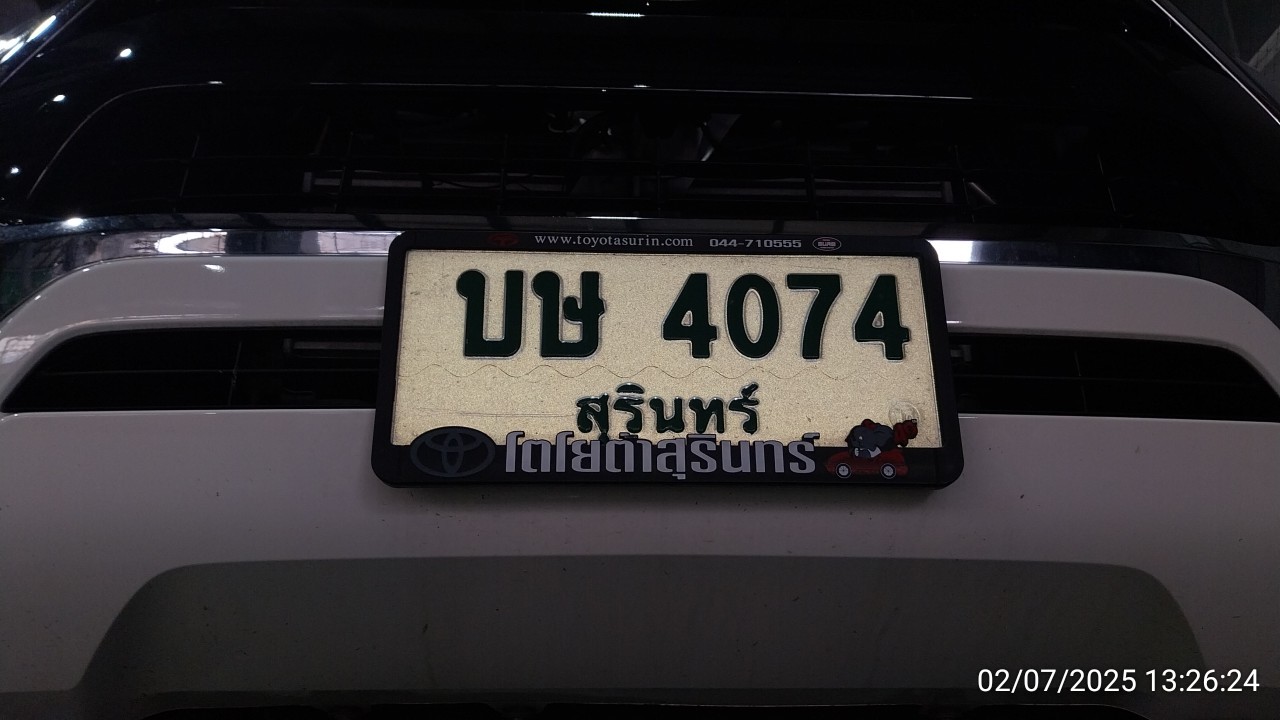 www.toyotasurin.com 044-710555
บษ 4074
สุรินทร์
โตโยต้าสุรินทร์
02/07/2025 13:26:24